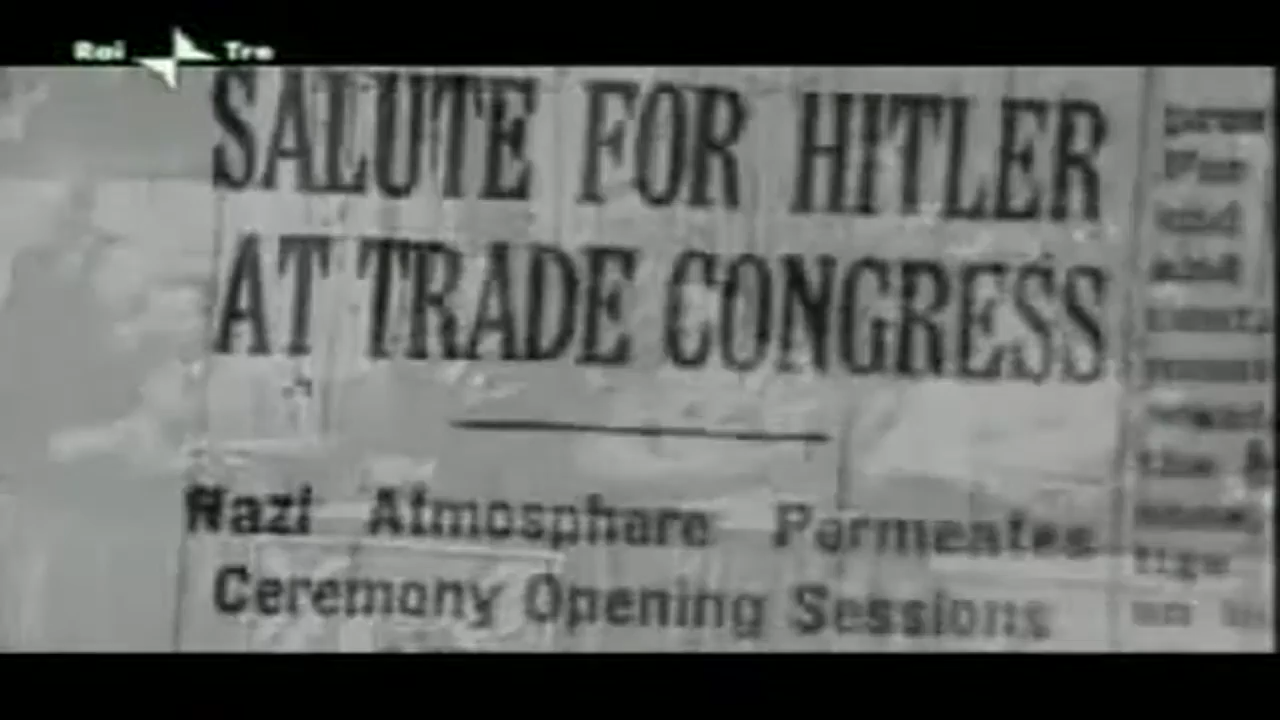 Rai Tre
SALUTE FOR HITLER
AT TRADE CONGRESS
Nazi Atmosphere Permeates
Ceremony Opening Sessions